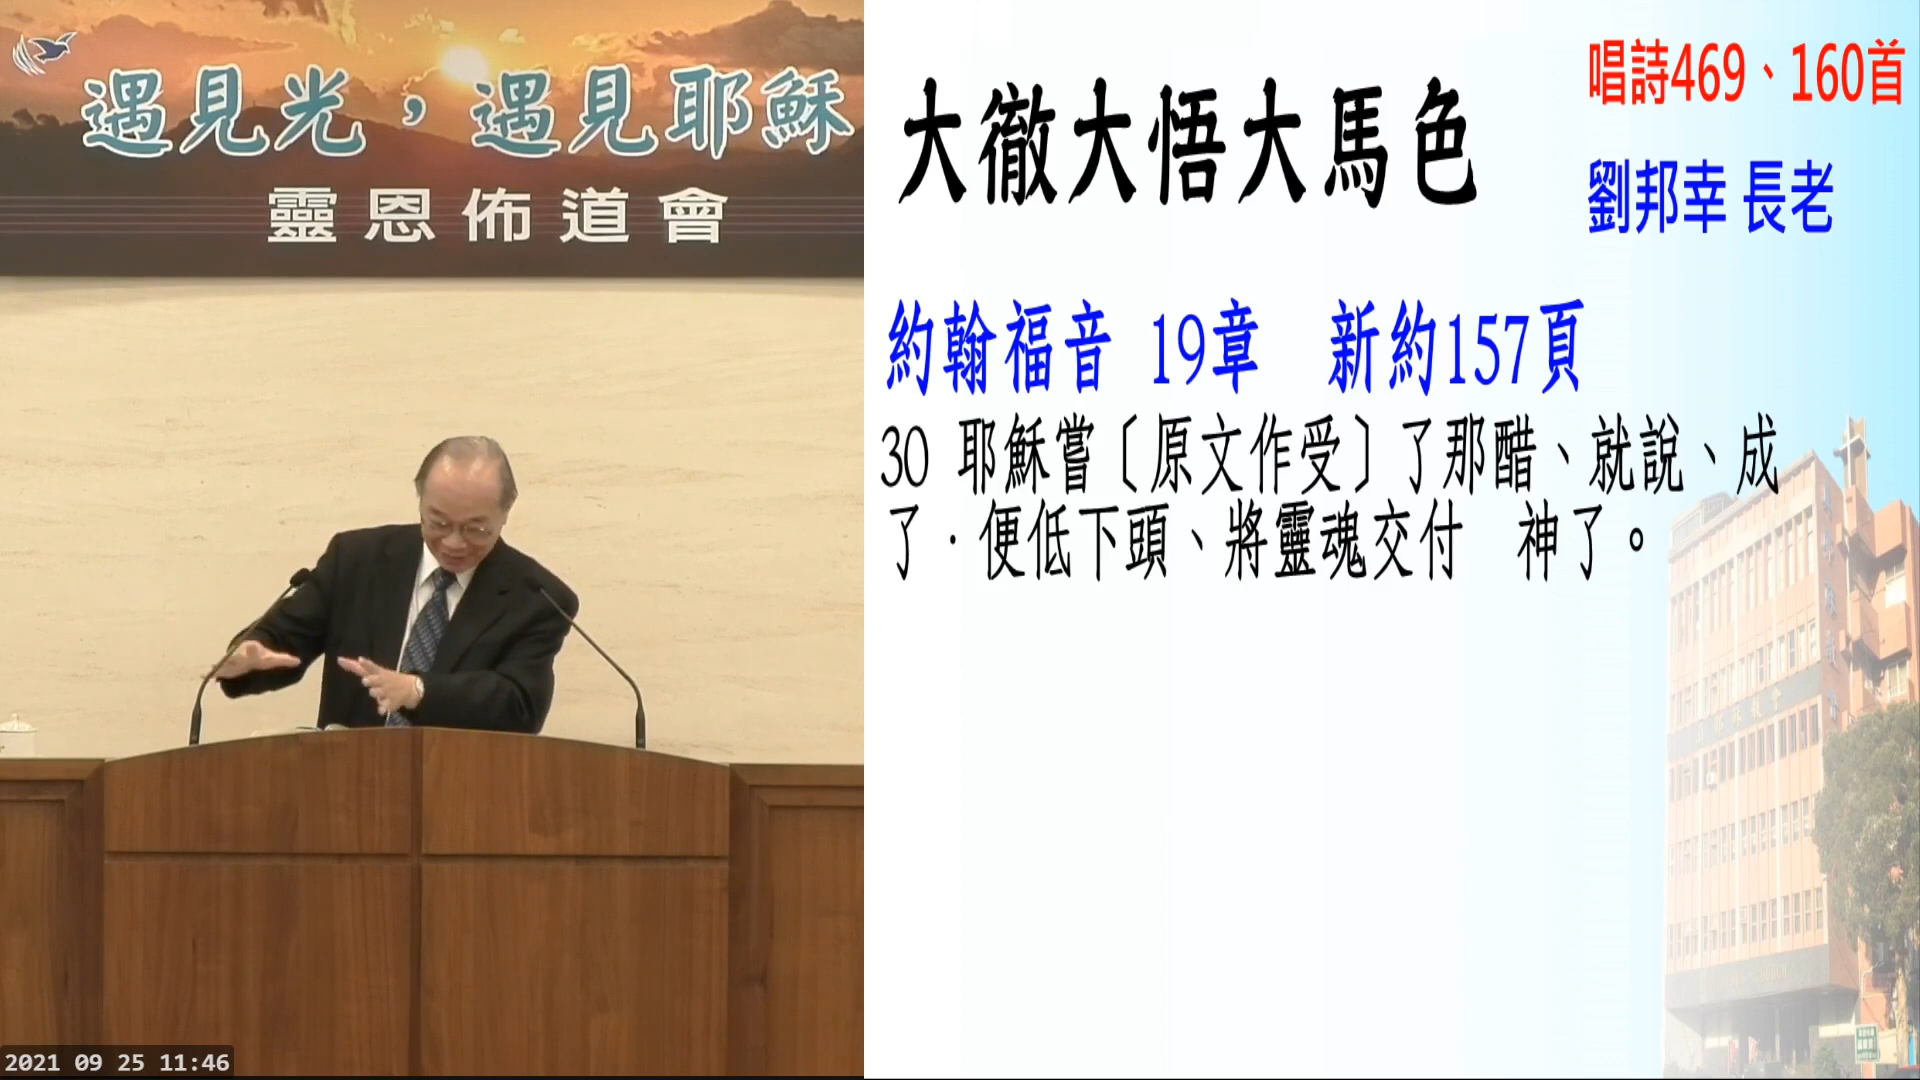 遇見光，遇見耶穌
靈恩佈道會
2021 09 25 11:46
大徹大悟大馬色
唱詩469、160首
劉邦幸 長老
約翰福音 19章　新約157頁
30 耶穌嘗〔原文作受〕了那醋、就說、成
了．便低下頭、將靈魂交付　神了。